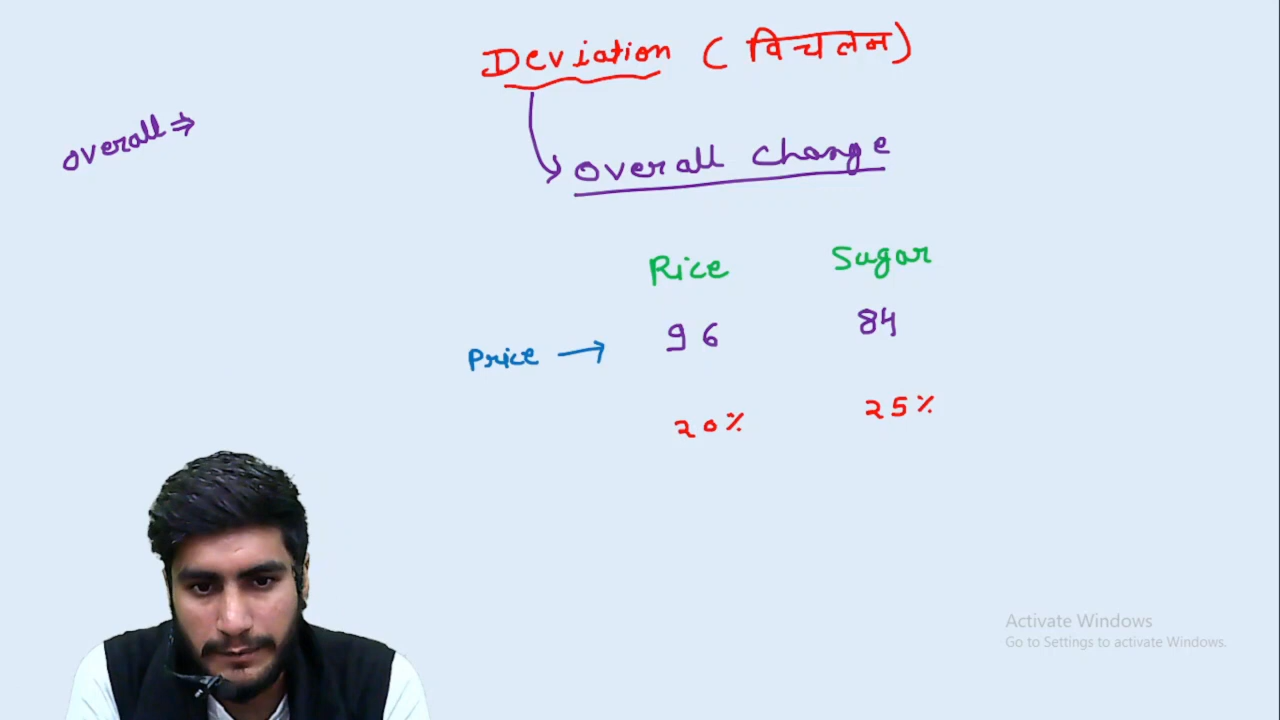 Deviation (विचलन)
overall ⇒
overall change
Rice Sugar
Price → 96 84
20% 25%
Activate Windows
Go to Settings to activate Windows.